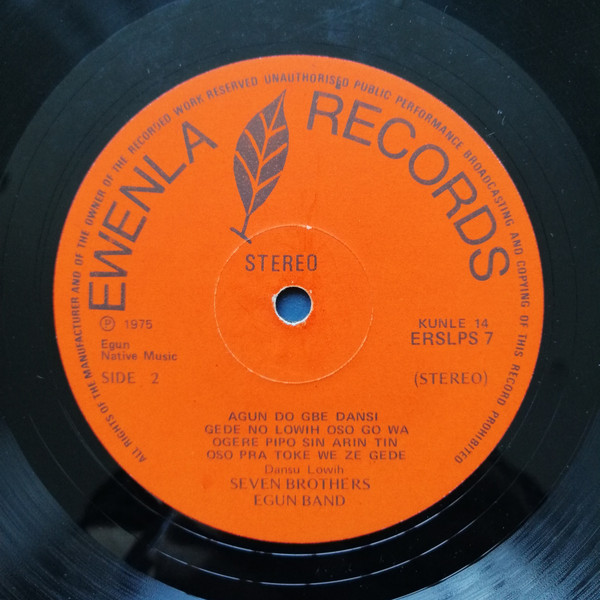 ALL RIGHTS OF THE MANUFACTURER AND OF THE OWNER OF THE RECORDED WORK RESERVED UNAUTHORISED PUBLIC PERFORMANCE BROADCASTING AND COPYING OF THIS RECORD PROHIBITED
EWENLA RECORDS
STEREO
Ⓟ 1975
KUNLE 14
ERSLPS 7
Egun
Native Music
SIDE 2
(STEREO)
AGUN DO GBE DANSI
GEDE NO LOWIH OSO GO WA
OGERE PIPO SIN ARIN TIN
OSO PRA TOKE WE ZE GEDE
Dansu Lowih
SEVEN BROTHERS
EGUN BAND